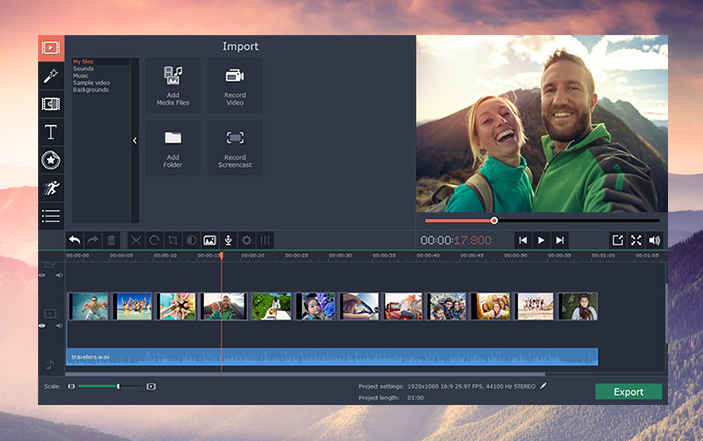 Import
My files
Sounds
Music
Sample video
Backgrounds
Add
Media Files
Record
Video
Add
Folder
Record
Screencast
T
00:00:17.800
00:00:00 00:00:05 00:00:10 00:00:15 00:00:20 00:00:25 00:00:30 00:00:35 00:00:40 00:00:45 00:00:50 00:00:55 00:01:00 00:01:05
travelers.wav
Scale:
Project settings: 1920x1080 16:9 29.97 FPS, 44100 Hz STEREO
Project length: 01:00
Export